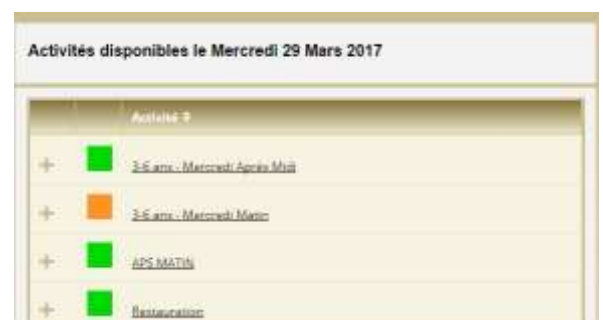 Activités disponibles le Mercredi 29 Mars 2017
Activité
3-6 ans - Mercredi Après Midi
3-6 ans - Mercredi Matin
APS MATIN
Restauration